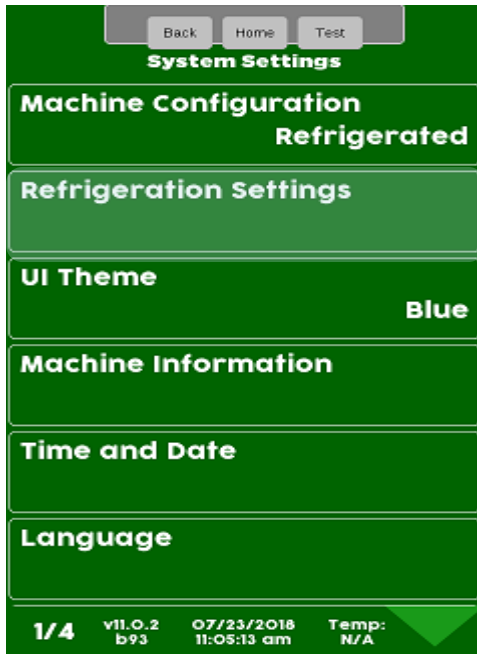 Back Home Test
System Settings
Machine Configuration
Refrigerated
Refrigeration Settings
UI Theme
Blue
Machine Information
Time and Date
Language
1/4 v11.0.2 07/23/2018 Temp:
b93 11:05:13 am N/A